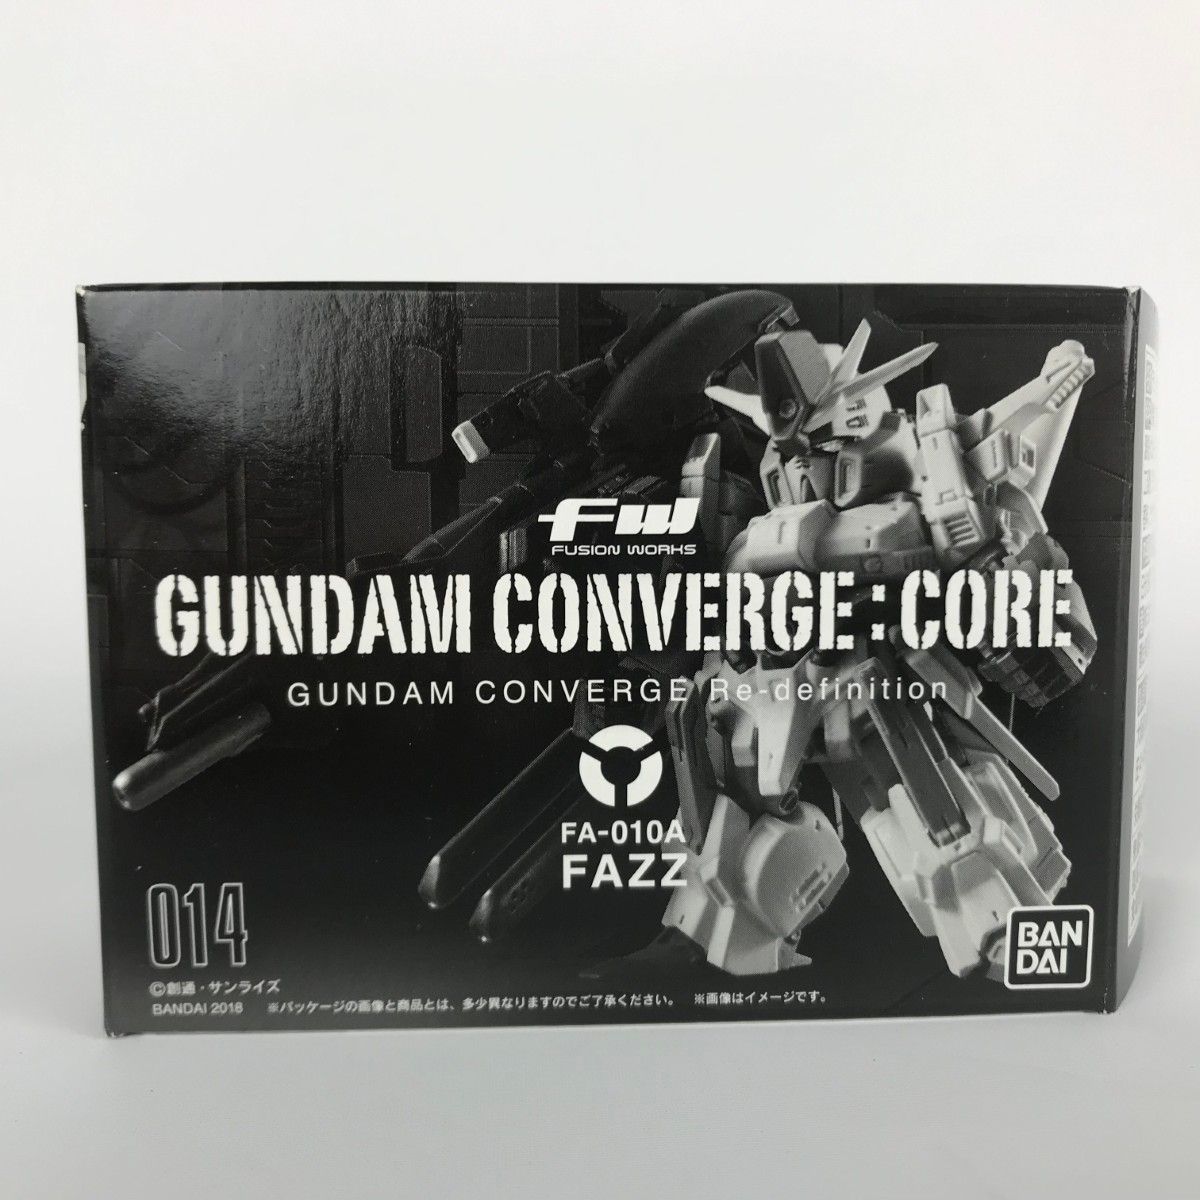 FW
FUSION WORKS
GUNDAM CONVERGE:CORE
GUNDAM CONVERGE Re-definition
FA-010A
FAZZ
014
©創通・サンライズ
BANDAI 2018 ※パッケージの画像と商品とは、多少異なりますのでご了承ください。 ※画像はイメージです。
BAN
DAI